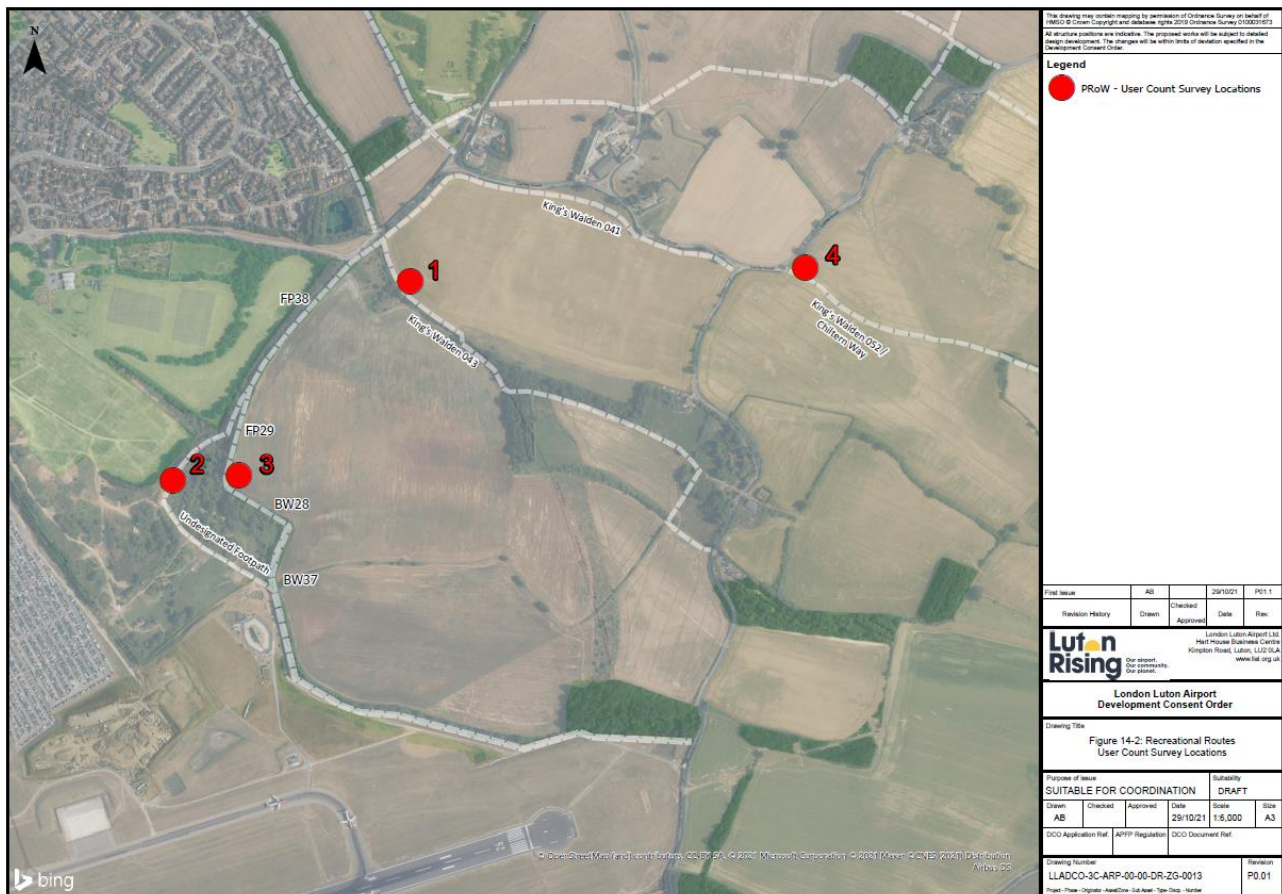 N
King's Walden 041
FP38
1
4
King's Walden 043
King's Walden 052 /
Chiltern Way
FP29
2
3
BW28
Undesignated Footpath
BW37
bing
This drawing may contain mapping by permission of Ordnance Survey on behalf of
HMSO © Crown Copyright and database rights 2019 Ordnance Survey 0100031673
All structure positions are indicative. The proposed works will be subject to detailed
design development. The changes will be within limits of deviation specified in the
Development Consent Order.
Legend
PRoW - User Count Survey Locations
First Issue AB 29/10/21 P01.1
Revision History Drawn Checked Approved Date Rev.
Luton Rising
Our airport.
Our community.
Our planet.
London Luton Airport Ltd.
Hart House Business Centre
Kimpton Road, Luton, LU2 0LA
London Luton Airport
Development Consent Order
Drawing Title
Figure 14-2: Recreational Routes
User Count Survey Locations
Purpose of Issue Suitability
SUITABLE FOR COORDINATION DRAFT
Drawn Checked Approved Date Scale Size
AB 29/10/21 1:6,000 A3
DCO Application Ref. APFP Regulation DCO Document Ref.
Drawing Number Revision
LLADCO-3C-ARP-00-00-DR-ZG-0013 P0.01